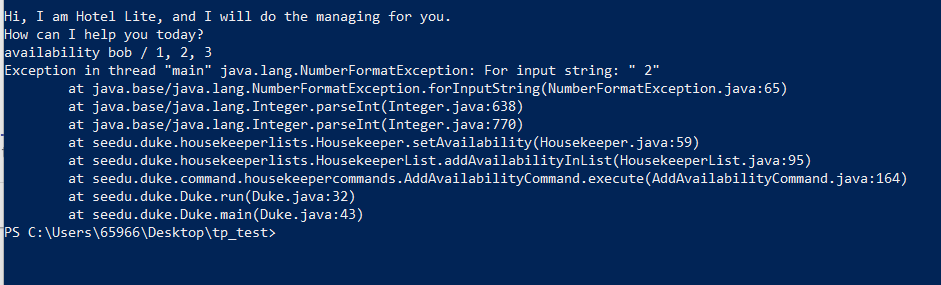 Hi, I am Hotel Lite, and I will do the managing for you.
How can I help you today?
availability bob / 1, 2, 3
Exception in thread "main" java.lang.NumberFormatException: For input string: " 2"
at java.base/java.lang.NumberFormatException.forInputString(NumberFormatException.java:65)
at java.base/java.lang.Integer.parseInt(Integer.java:638)
at java.base/java.lang.Integer.parseInt(Integer.java:770)
at seedu.duke.housekeeperlists.Housekeeper.setAvailability(Housekeeper.java:59)
at seedu.duke.housekeeperlists.HousekeeperList.addAvailabilityInList(HousekeeperList.java:95)
at seedu.duke.command.housekeepercommands.AddAvailabilityCommand.execute(AddAvailabilityCommand.java:164)
at seedu.duke.Duke.run(Duke.java:32)
at seedu.duke.Duke.main(Duke.java:43)
PS C:\Users\65966\Desktop\tp_test>